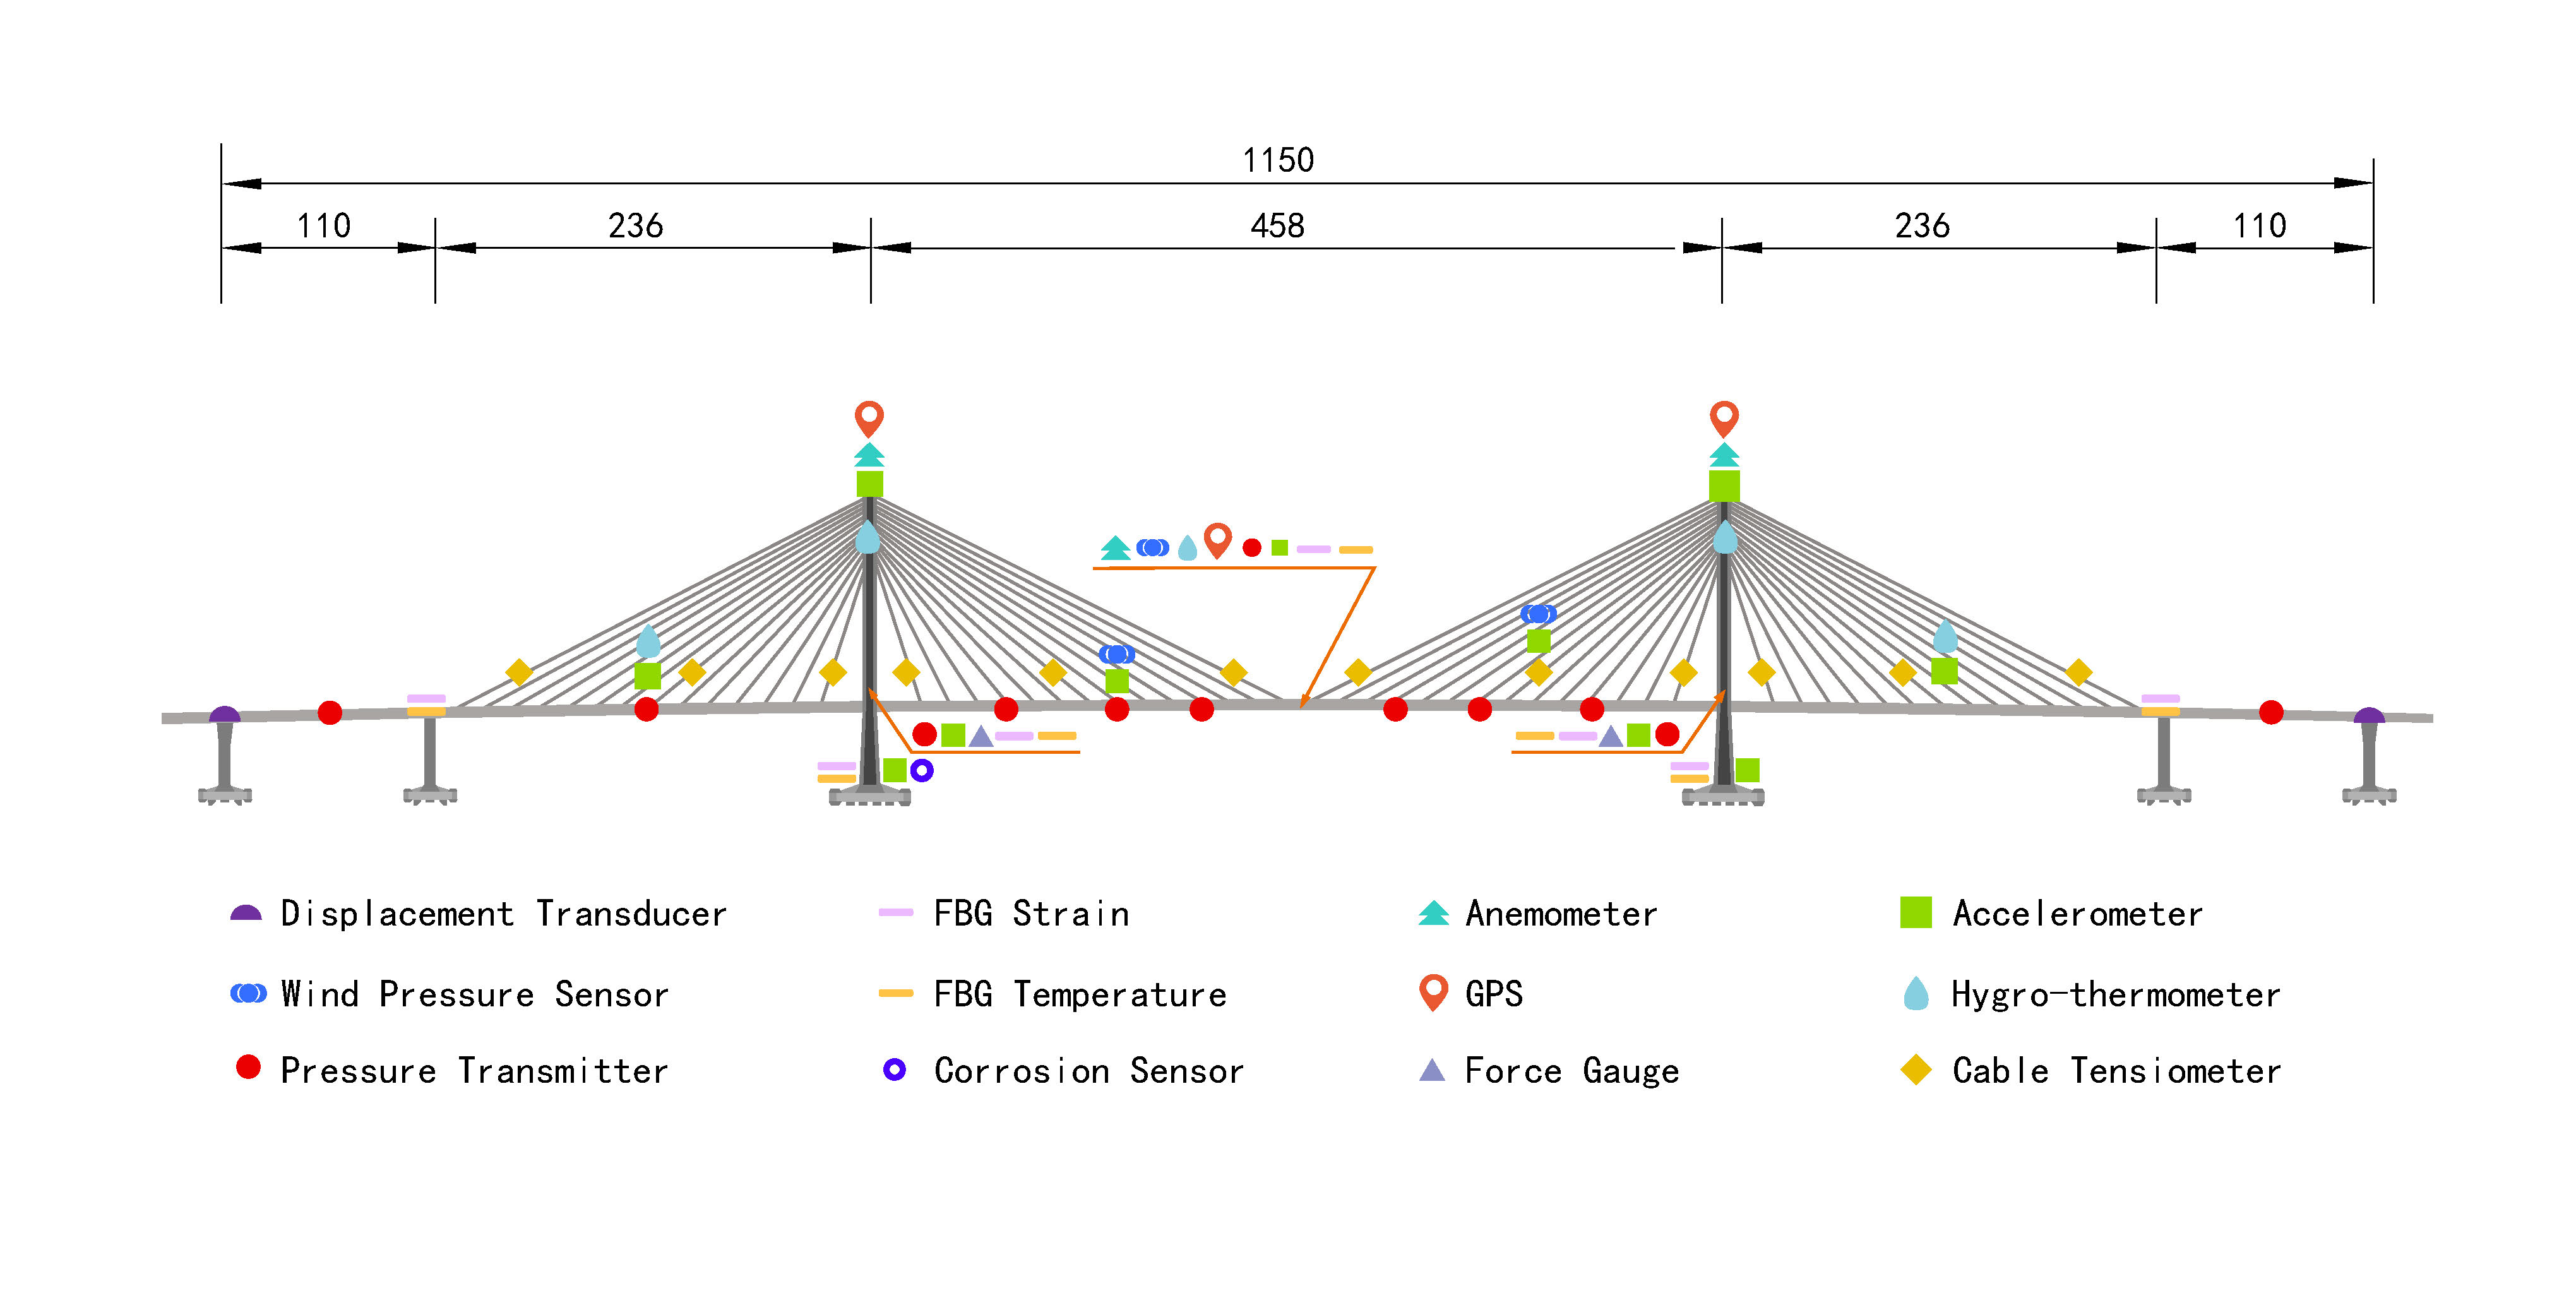 1150
110 236 458 236 110
Displacement Transducer FBG Strain Anemometer Accelerometer
Wind Pressure Sensor FBG Temperature GPS Hygro-thermometer
Pressure Transmitter Corrosion Sensor Force Gauge Cable Tensiometer